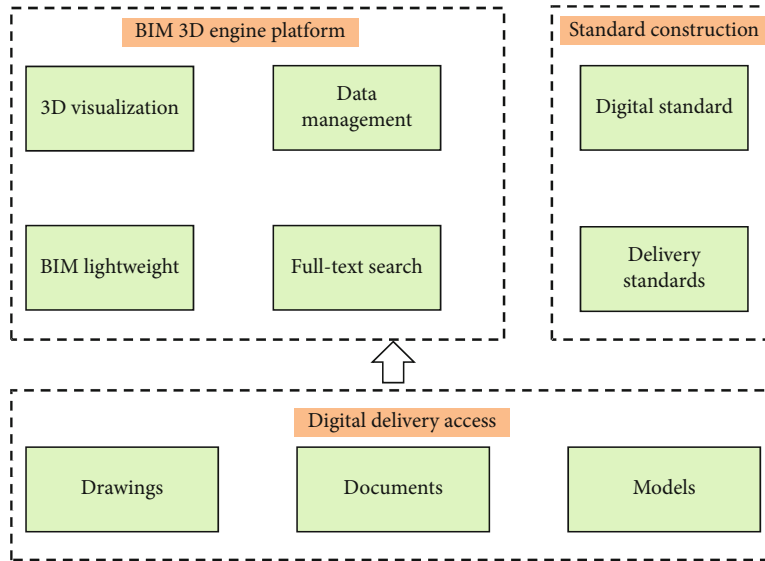 BIM 3D engine platform
3D visualization
Data
management
BIM lightweight
Full-text search
Standard construction
Digital standard
Delivery
standards
Digital delivery access
Drawings
Documents
Models